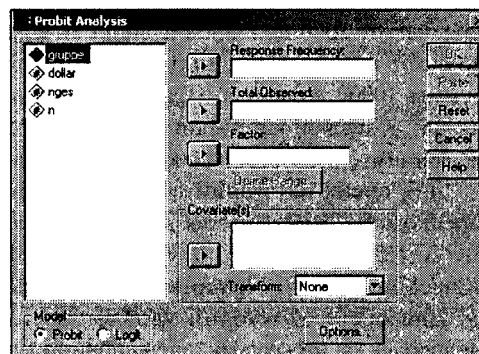 Probit Analysis
gruppe
dollar
nges
n
Response Frequency:
Total Observed:
Factor:
Define Range...
Covariate(s):
Transform: None
Model
Probit Logit
Options...
OK
Paste
Reset
Cancel
Help